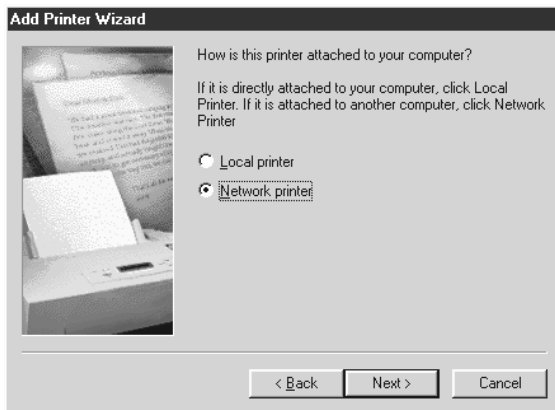 Add Printer Wizard
How is this printer attached to your computer?
If it is directly attached to your computer, click Local
Printer. If it is attached to another computer, click Network
Printer
Local printer
Network printer
< Back
Next >
Cancel